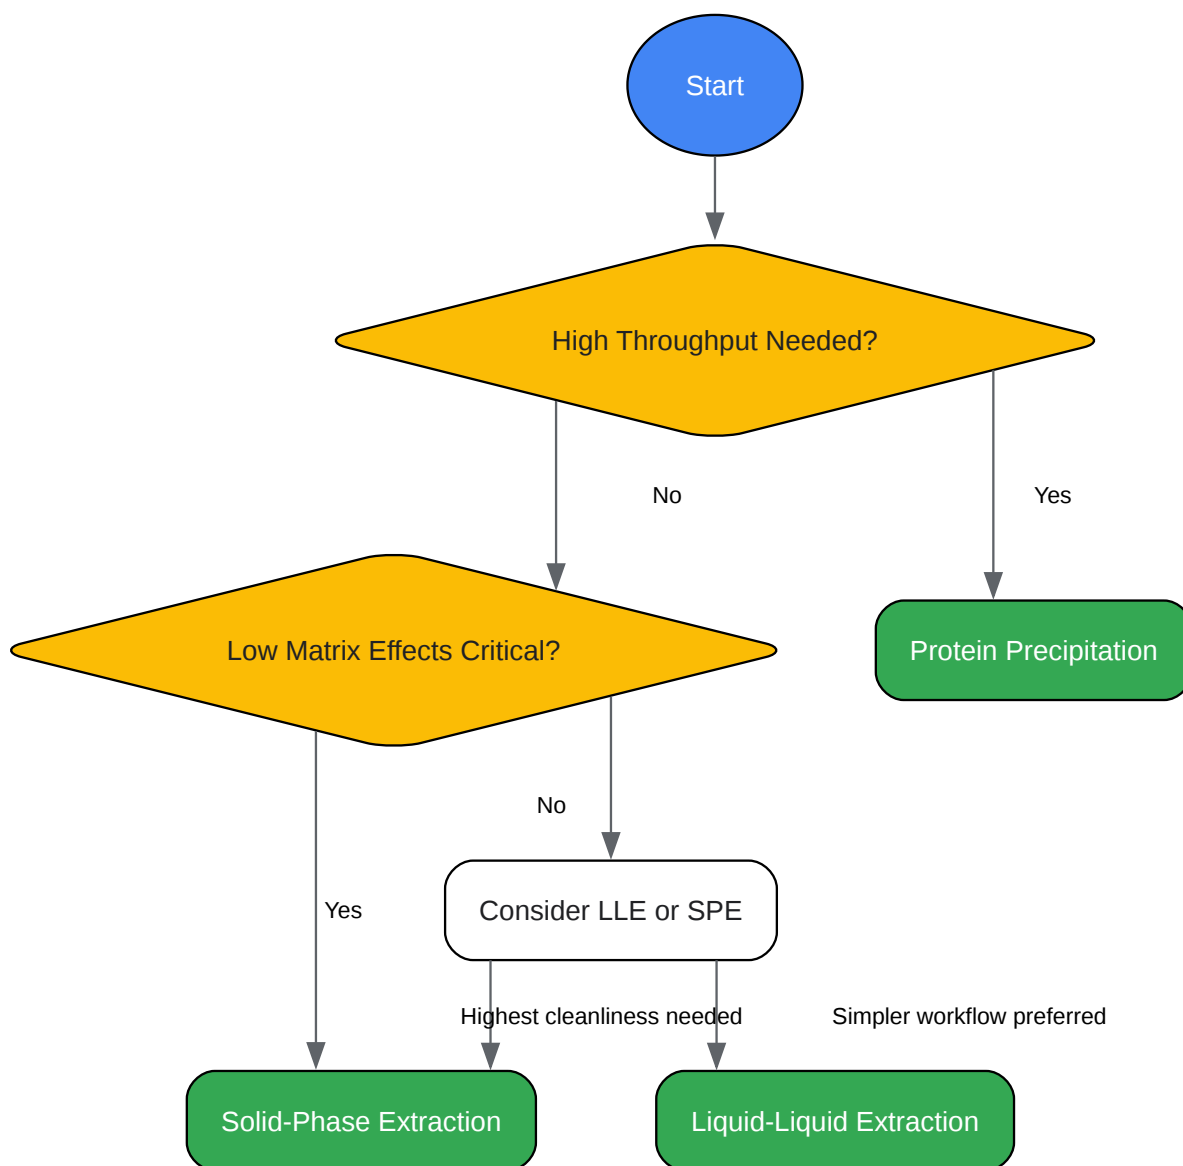 Start
High Throughput Needed?
No
Yes
Low Matrix Effects Critical?
Protein Precipitation
No
Yes
Consider LLE or SPE
Highest cleanliness needed
Simpler workflow preferred
Solid-Phase Extraction
Liquid-Liquid Extraction